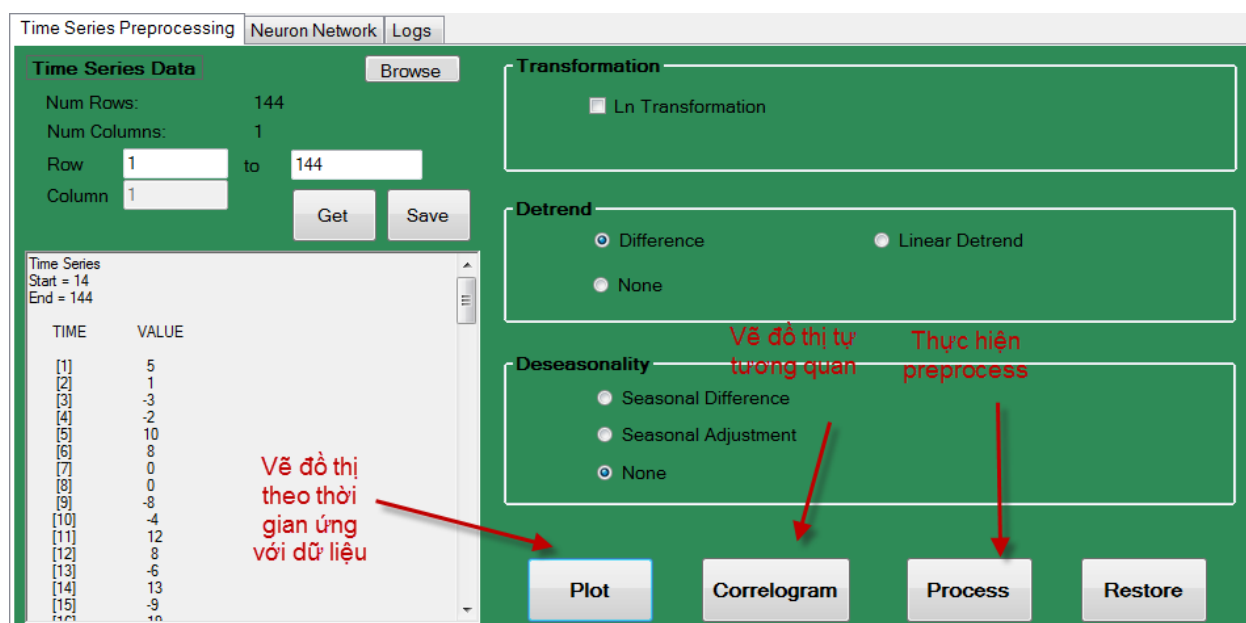 Time Series Preprocessing Neuron Network Logs
Time Series Data Browse
Num Rows: 144
Num Columns: 1
Row 1 to 144
Column 1
Get Save
Time Series
Start = 14
End = 144
TIME VALUE
[1] 5
[2] 1
[3] -3
[4] -2
[5] 10
[6] 8
[7] 0
[8] 0
[9] -8
[10] -4
[11] 12
[12] 8
[13] -6
[14] 13
[15] -9
Transformation
Ln Transformation
Detrend
Difference Linear Detrend
None
Deseasonality
Seasonal Difference
Seasonal Adjustment
None
Vẽ đồ thị tự
tương quan
Thực hiện
preprocess
Vẽ đồ thị
theo thời
gian ứng
với dữ liệu
Plot Correlogram Process Restore